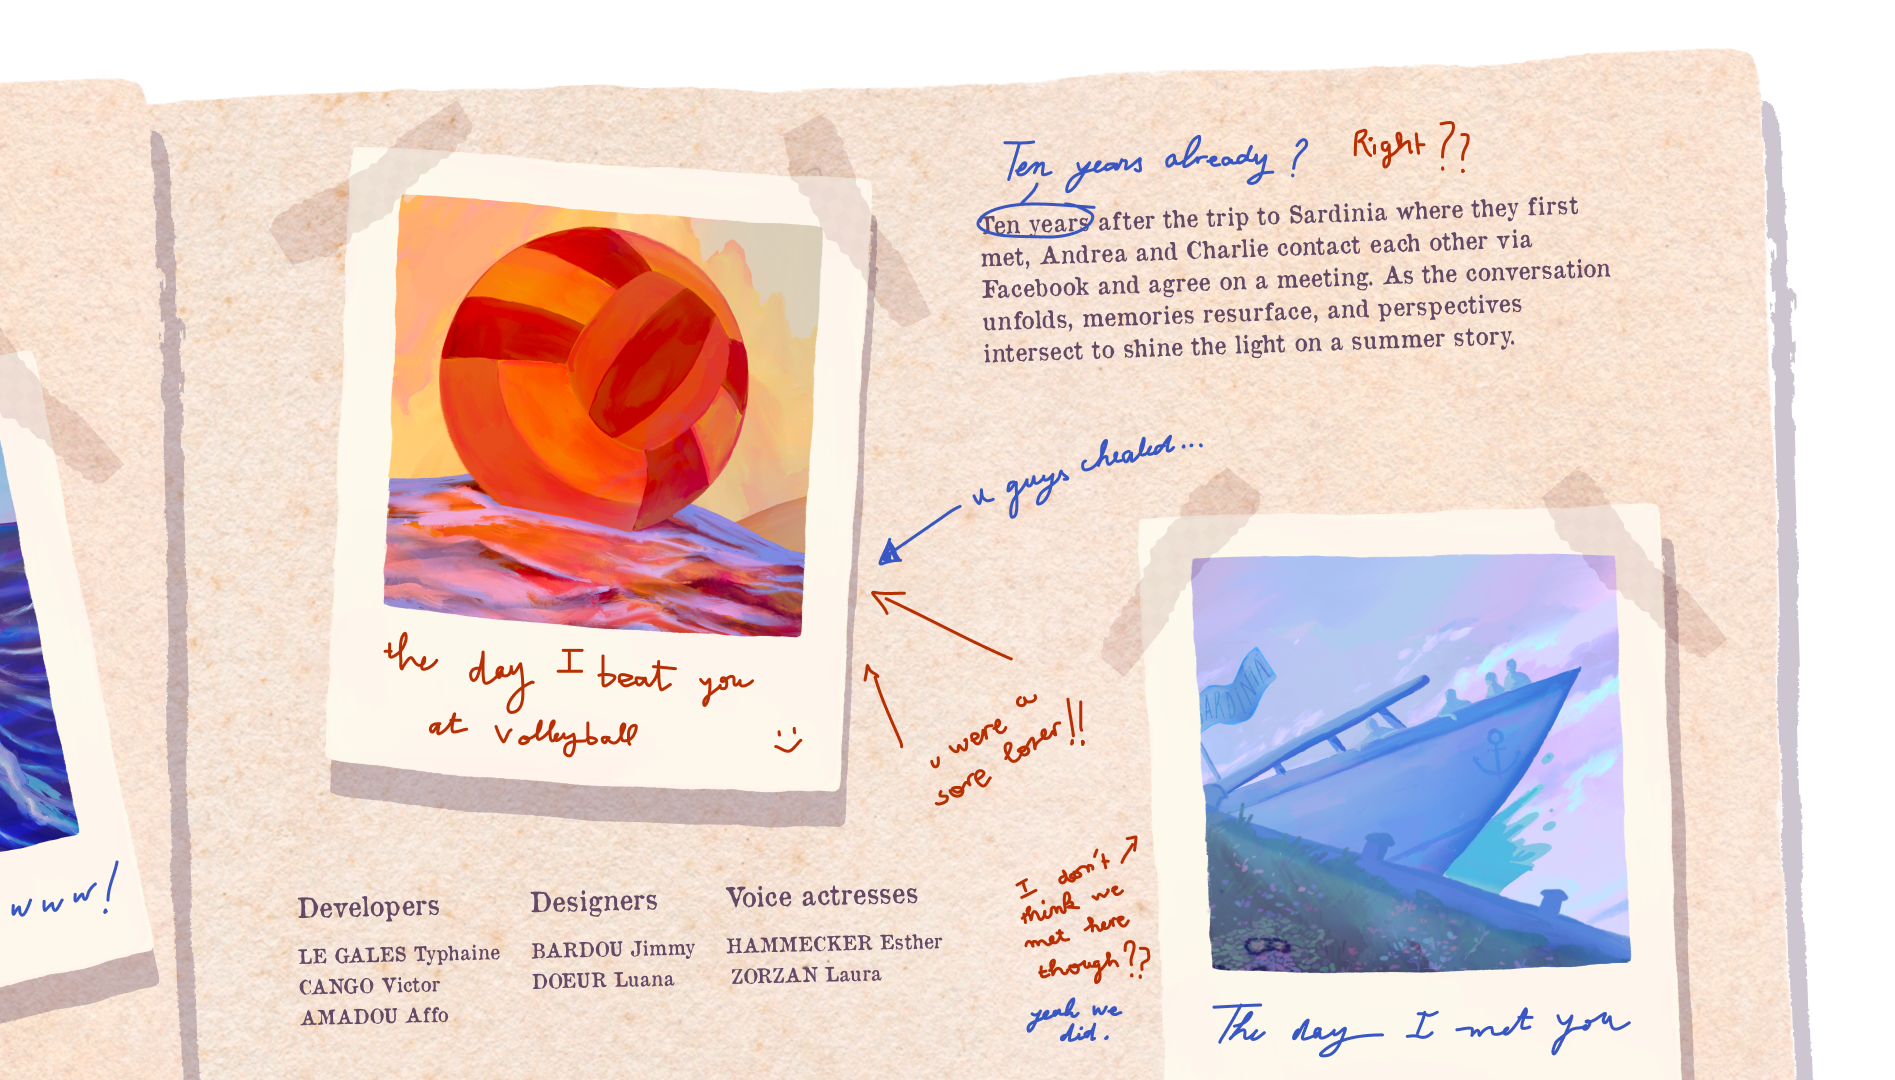 Ten years already ?
Right ??
Ten years after the trip to Sardinia where they first
met, Andrea and Charlie contact each other via
Facebook and agree on a meeting. As the conversation
unfolds, memories resurface, and perspectives
intersect to shine the light on a summer story.
the day I beat you
at volleyball :)
u guys cheated...
u were a
sore loser!!
ARDINIA
I don't
think we
met here
though??
yeah we
did.
The day I met you
www!
Developers
LE GALES Typhaine
CANGO Victor
AMADOU Affo
Designers
BARDOU Jimmy
DOEUR Luana
Voice actresses
HAMMECKER Esther
ZORZAN Laura